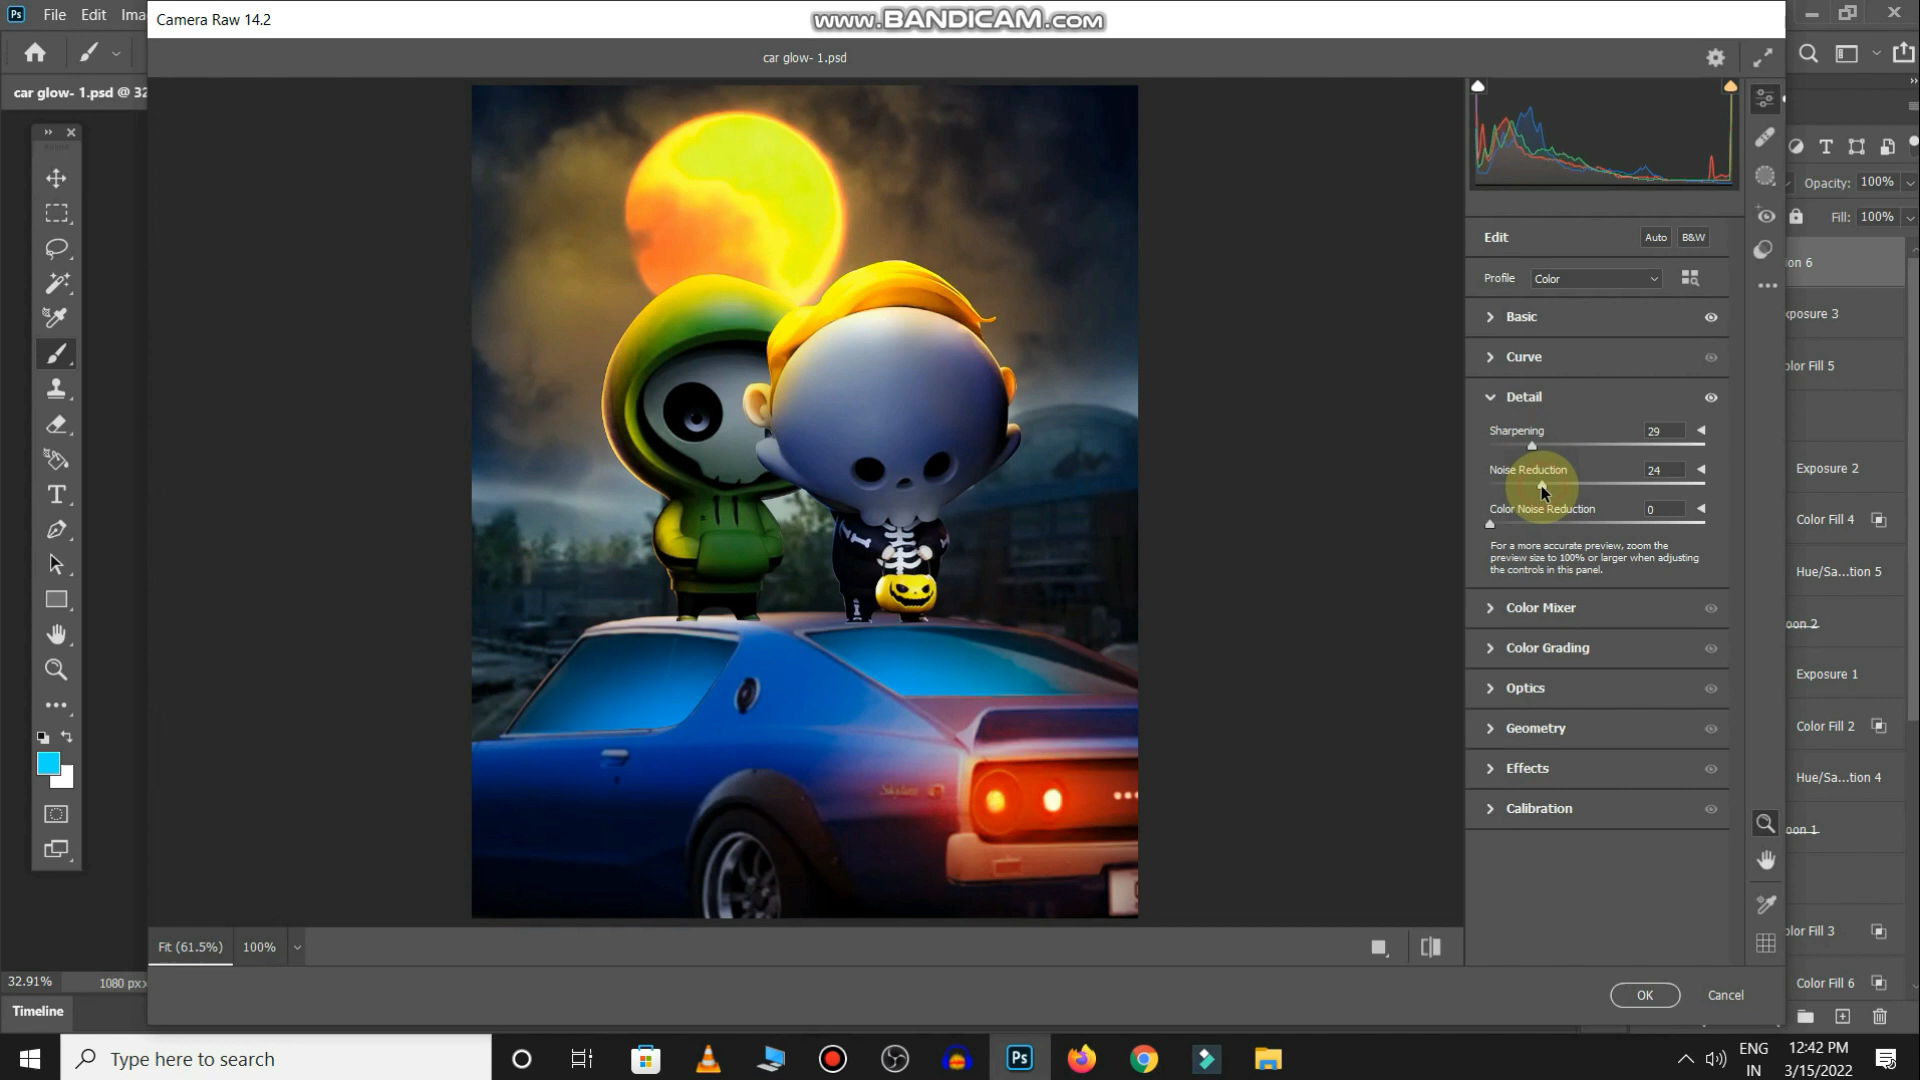 Ps File Edit Ima
Camera Raw 14.2
www.BANDICAM.com
car glow- 1.psd
car glow- 1.psd @ 32
Edit
Auto
B&W
Profile
Color
Basic
Curve
Detail
Sharpening
29
Noise Reduction
24
Color Noise Reduction
0
For a more accurate preview, zoom the
preview size to 100% or larger when adjusting
the controls in this panel.
Color Mixer
Color Grading
Optics
Geometry
Effects
Calibration
Opacity: 100%
Fill: 100%
on 6
xposure 3
olor Fill 5
Exposure 2
Color Fill 4
Hue/Sa...tion 5
oon 2
Exposure 1
Color Fill 2
Hue/Sa...tion 4
oon 1
olor Fill 3
Color Fill 6
Skyline
Fit (61.5%)
100%
32.91%
1080 px
Timeline
OK
Cancel
Type here to search
Ps
ENG
IN
12:42 PM
3/15/2022